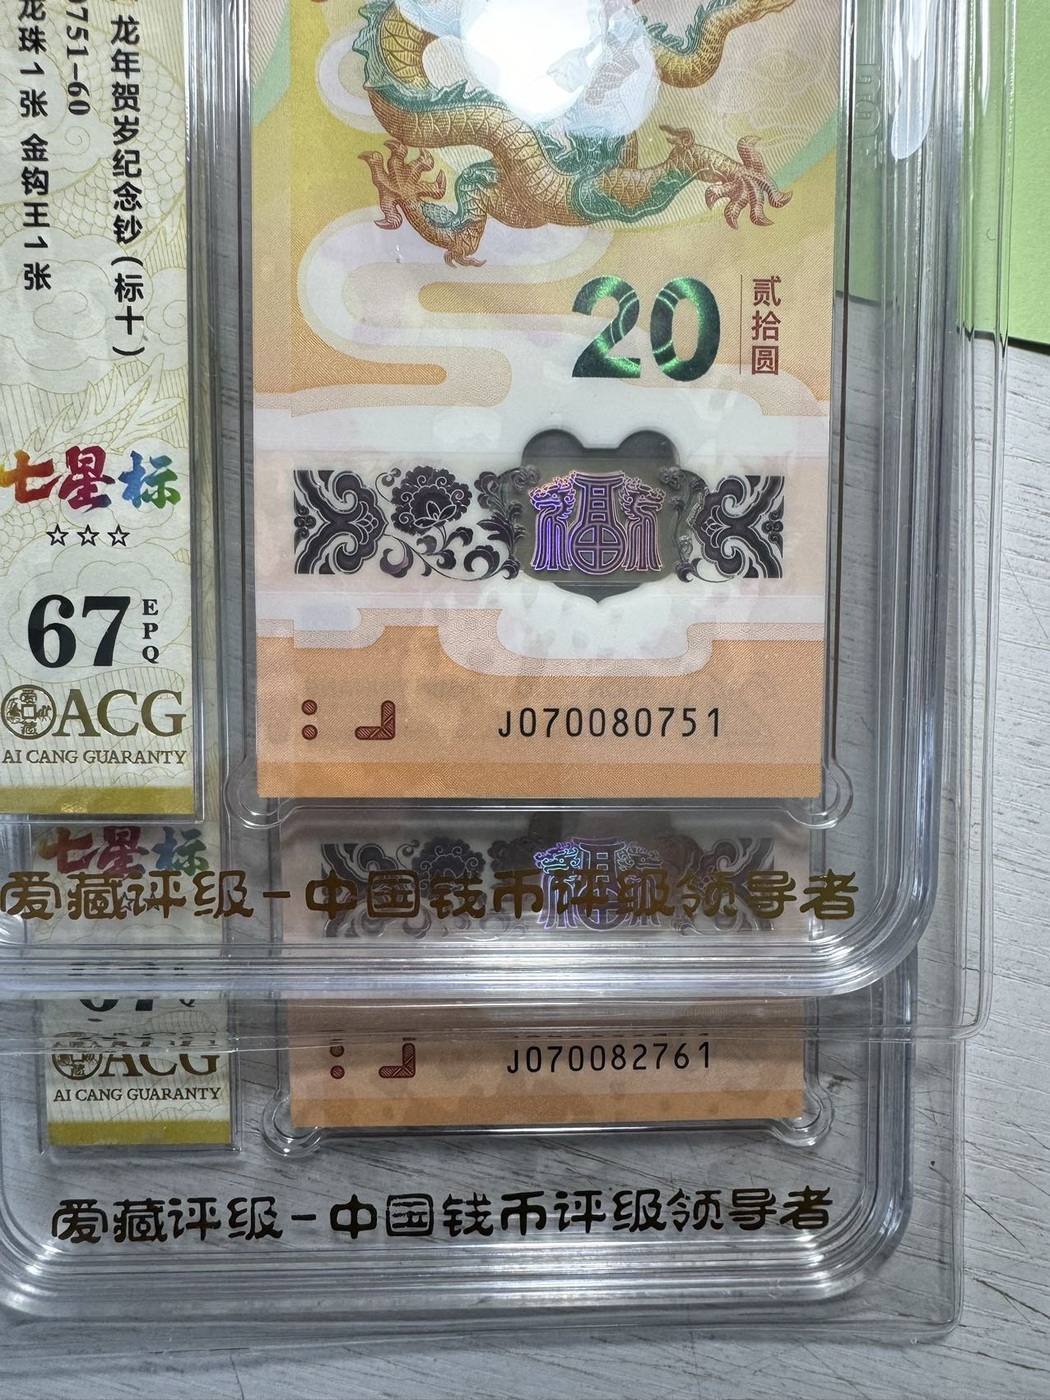 龙年贺岁纪念钞(标十)
0751-60
龙珠1张 金钩王1张
七星标
☆☆☆
67
EPQ
ACG
AI CANG GUARANTY
20
贰拾圆
福
J070080751
七星标
爱藏评级-中国钱币评级领导者
67
ACG
AI CANG GUARANTY
J070082761
爱藏评级-中国钱币评级领导者